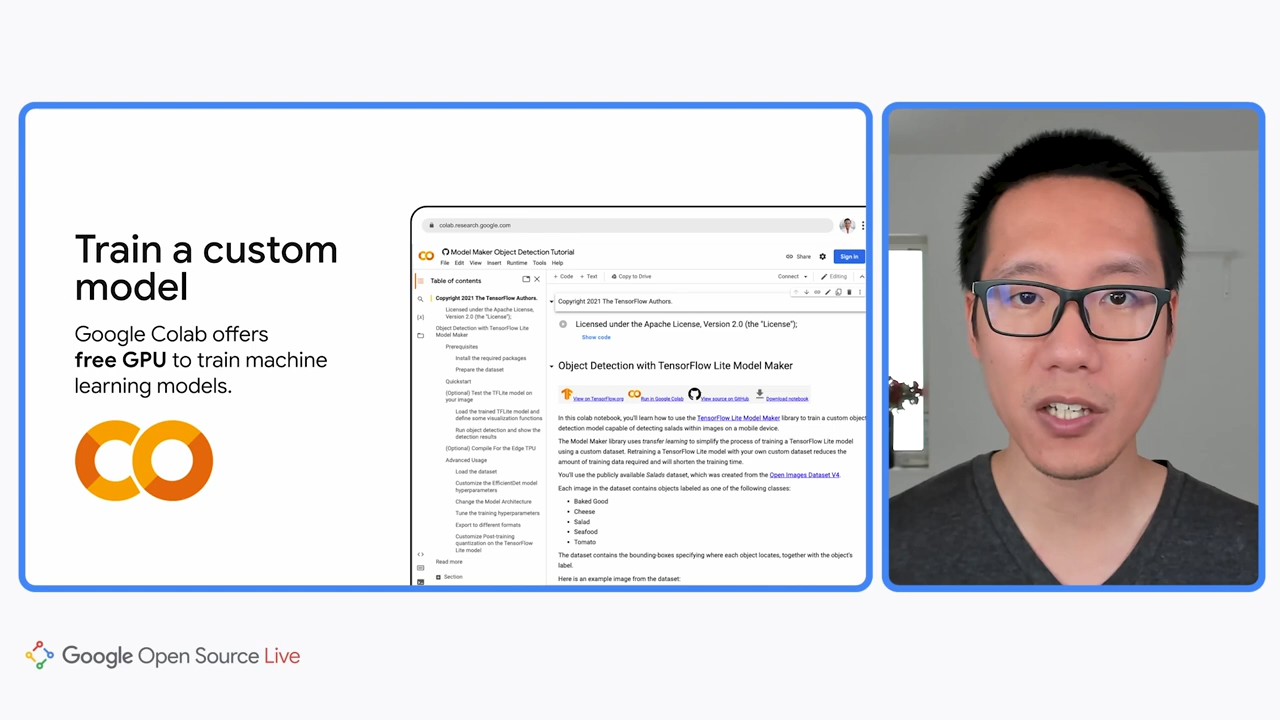 Train a custom
model
Google Colab offers
free GPU to train machine
learning models.
colab.research.google.com
Model Maker Object Detection Tutorial
File Edit View Insert Runtime Tools Help
Share
Sign in
Table of contents
+ Code + Text Copy to Drive
Connect
Editing
Copyright 2021 The TensorFlow Authors.
Licensed under the Apache License,
Version 2.0 (the "License");
Object Detection with TensorFlow Lite
Model Maker
Prerequisites
Install the required packages
Prepare the dataset
Quickstart
(Optional) Test the TFLite model on
your image
Load the trained TFLite model and
define some visualization functions
Run object detection and show the
detection results
(Optional) Compile For the Edge TPU
Advanced Usage
Load the dataset
Customize the EfficientDet model
hyperparameters
Change the Model Architecture
Tune the training hyperparameters
Export to different formats
Customize Post-training
quantization on the TensorFlow
Lite model
Read more
Section
Copyright 2021 The TensorFlow Authors.
Licensed under the Apache License, Version 2.0 (the "License");
Show code
Object Detection with TensorFlow Lite Model Maker
View on TensorFlow.org
Run in Google Colab
View source on GitHub
Download notebook
In this colab notebook, you'll learn how to use the TensorFlow Lite Model Maker library to train a custom object
detection model capable of detecting salads within images on a mobile device.
The Model Maker library uses transfer learning to simplify the process of training a TensorFlow Lite model
using a custom dataset. Retraining a TensorFlow Lite model with your own custom dataset reduces the
amount of training data required and will shorten the training time.
You'll use the publicly available Salads dataset, which was created from the Open Images Dataset V4.
Each image in the dataset contains objects labeled as one of the following classes:
• Baked Good
• Cheese
• Salad
• Seafood
• Tomato
The dataset contains the bounding-boxes specifying where each object locates, together with the object's
label.
Here is an example image from the dataset:
Google Open Source Live